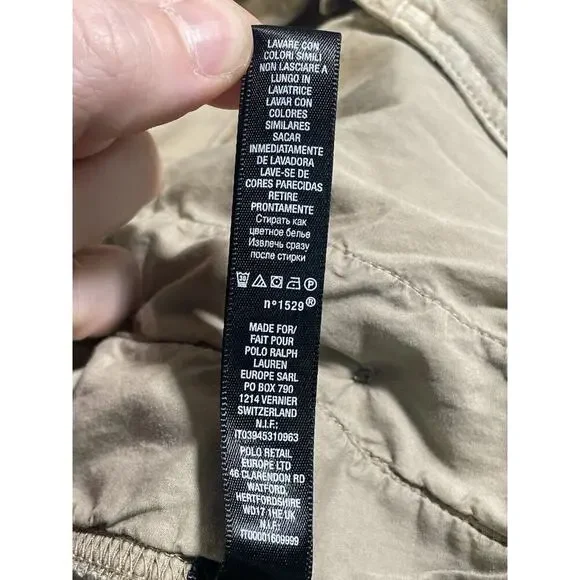 LAVARE CON
COLORI SIMILI
NON LASCIARE A
LUNGO IN
LAVATRICE
LAVAR CON
COLORES
SIMILARES
SACAR
INMEDIATAMENTE
DE LAVADORA
LAVE-SE DE
CORES PARECIDAS
RETIRE
PRONTAMENTE
Стирать как
цветное белье
Извлечь сразу
после стирки
30 P
n°1529®
MADE FOR/
FAIT POUR
POLO RALPH
LAUREN
EUROPE SARL
PO BOX 790
1214 VERNIER
SWITZERLAND
N.I.F.:
IT03945310963
POLO RETAIL
EUROPE LTD
46 CLARENDON RD
WATFORD,
HERTFORDSHIRE
WD17 1HE UK
N.I.F:
IT00001609999